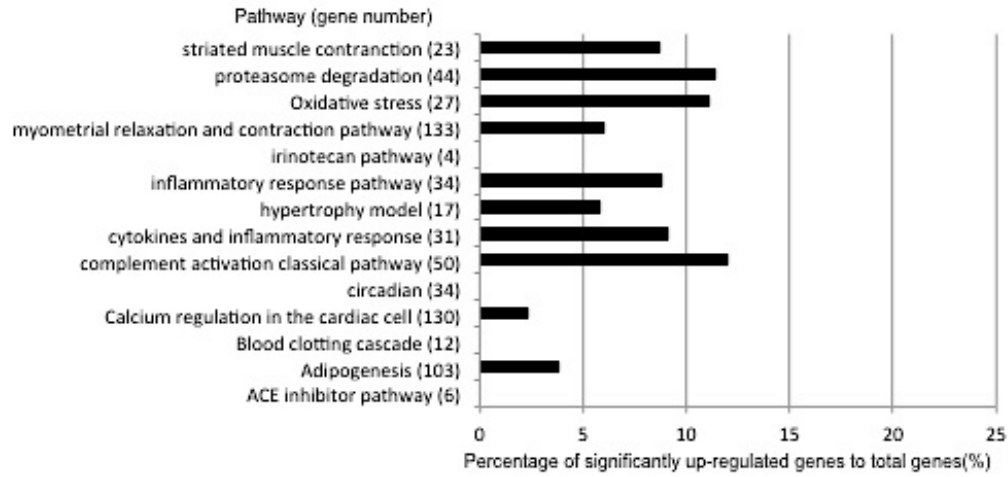 Pathway (gene number)
striated muscle contranction (23)
proteasome degradation (44)
Oxidative stress (27)
myometrial relaxation and contraction pathway (133)
irinotecan pathway (4)
inflammatory response pathway (34)
hypertrophy model (17)
cytokines and inflammatory response (31)
complement activation classical pathway (50)
circadian (34)
Calcium regulation in the cardiac cell (130)
Blood clotting cascade (12)
Adipogenesis (103)
ACE inhibitor pathway (6)
0 5 10 15 20 25
Percentage of significantly up-regulated genes to total genes(%)